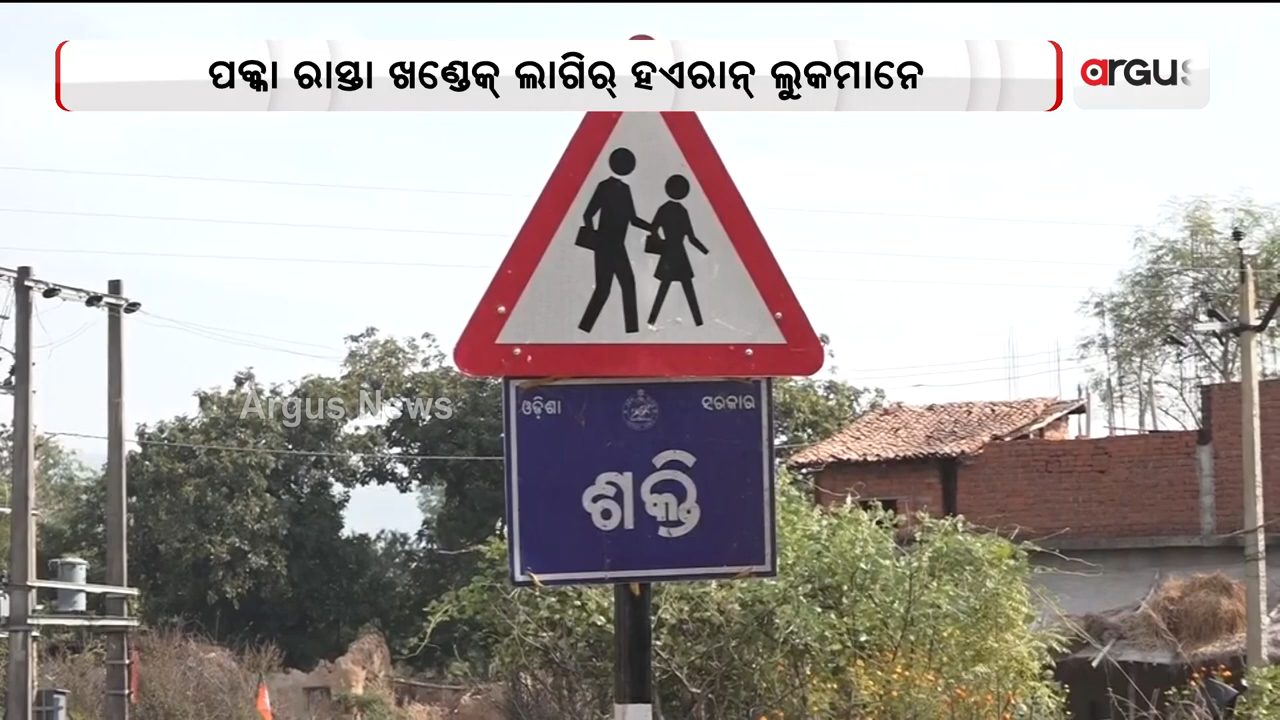 ପକ୍କା ରାସ୍ତା ଖଣ୍ଡେକ୍ ଲାଗିର୍ ହଏରାନ୍ ଲୁକମାନେ
argus
Argus News
ଓଡ଼ିଶା ସରକାର
ଶକ୍ତି